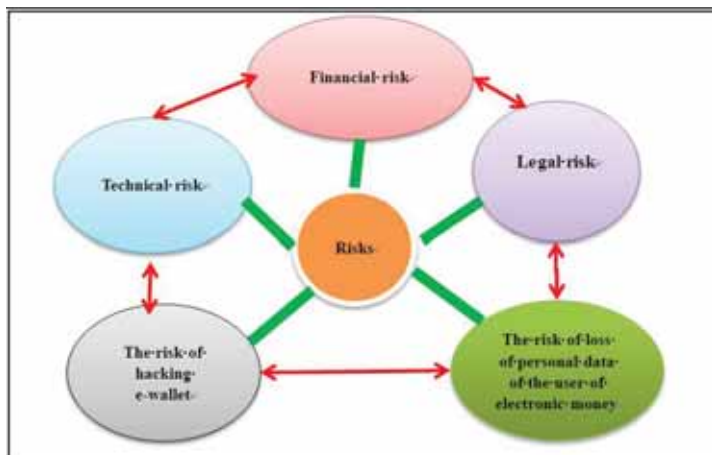 Financial risk
Technical risk
Legal risk
Risks
The risk of
hacking
e-wallet
The risk of loss
of personal data
of the user of
electronic money